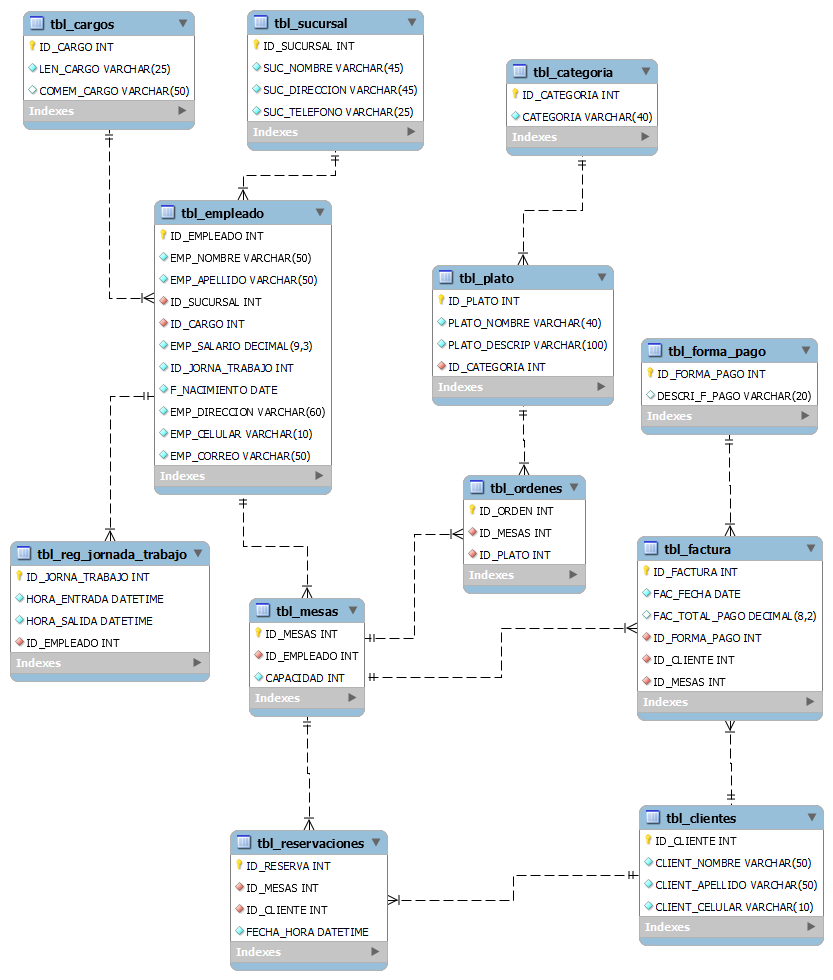 tbl_cargos
ID_CARGO INT
LEN_CARGO VARCHAR(25)
COMEM_CARGO VARCHAR(50)
Indexes
tbl_sucursal
ID_SUCURSAL INT
SUC_NOMBRE VARCHAR(45)
SUC_DIRECCION VARCHAR(45)
SUC_TELEFONO VARCHAR(25)
Indexes
tbl_categoria
ID_CATEGORIA INT
CATEGORIA VARCHAR(40)
Indexes
tbl_empleado
ID_EMPLEADO INT
EMP_NOMBRE VARCHAR(50)
EMP_APELLIDO VARCHAR(50)
ID_SUCURSAL INT
ID_CARGO INT
EMP_SALARIO DECIMAL(9,3)
ID_JORNA_TRABAJO INT
F_NACIMIENTO DATE
EMP_DIRECCION VARCHAR(60)
EMP_CELULAR VARCHAR(10)
EMP_CORREO VARCHAR(50)
Indexes
tbl_plato
ID_PLATO INT
PLATO_NOMBRE VARCHAR(40)
PLATO_DESCRIP VARCHAR(100)
ID_CATEGORIA INT
Indexes
tbl_forma_pago
ID_FORMA_PAGO INT
DESCRI_F_PAGO VARCHAR(20)
Indexes
tbl_ordenes
ID_ORDEN INT
ID_MESAS INT
ID_PLATO INT
Indexes
tbl_reg_jornada_trabajo
ID_JORNA_TRABAJO INT
HORA_ENTRADA DATETIME
HORA_SALIDA DATETIME
ID_EMPLEADO INT
Indexes
tbl_factura
ID_FACTURA INT
FAC_FECHA DATE
FAC_TOTAL_PAGO DECIMAL(8,2)
ID_FORMA_PAGO INT
ID_CLIENTE INT
ID_MESAS INT
Indexes
tbl_mesas
ID_MESAS INT
ID_EMPLEADO INT
CAPACIDAD INT
Indexes
tbl_reservaciones
ID_RESERVA INT
ID_MESAS INT
ID_CLIENTE INT
FECHA_HORA DATETIME
Indexes
tbl_clientes
ID_CLIENTE INT
CLIENT_NOMBRE VARCHAR(50)
CLIENT_APELLIDO VARCHAR(50)
CLIENT_CELULAR VARCHAR(10)
Indexes